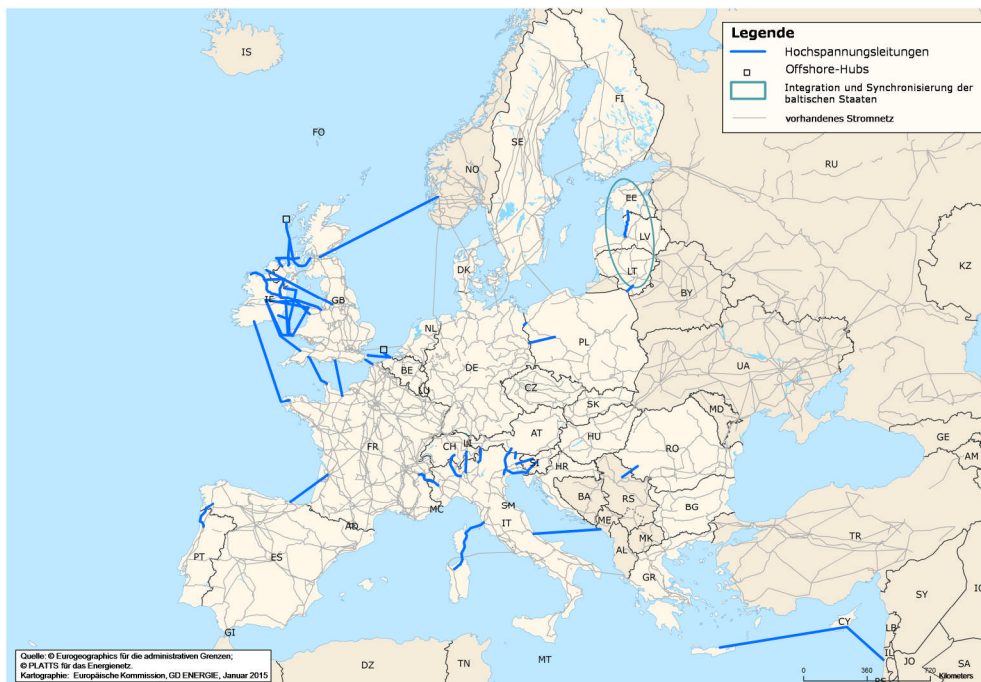 Legende
Hochspannungsleitungen
Offshore-Hubs
Integration und Synchronisierung der
baltischen Staaten
vorhandenes Stromnetz
IS
FO
NO
SE
FI
RU
EE
LV
LT
DK
KZ
IE
GB
BY
NL
PL
BE
DE
LU
UA
CZ
SK
FR
CH
LI
AT
HU
MD
RO
SI
HR
GE
AM
MC
SM
BA
RS
IT
ME
BG
AD
MK
PT
ES
AL
TR
GR
SY
CY
LB
GI
IL
JO
DZ
TN
MT
SA
Quelle: © Eurogeographics für die administrativen Grenzen;
© PLATTS für das Energienetz.
Kartographie: Europäische Kommission, GD ENERGIE, Januar 2015
0 360 720
Kilometers